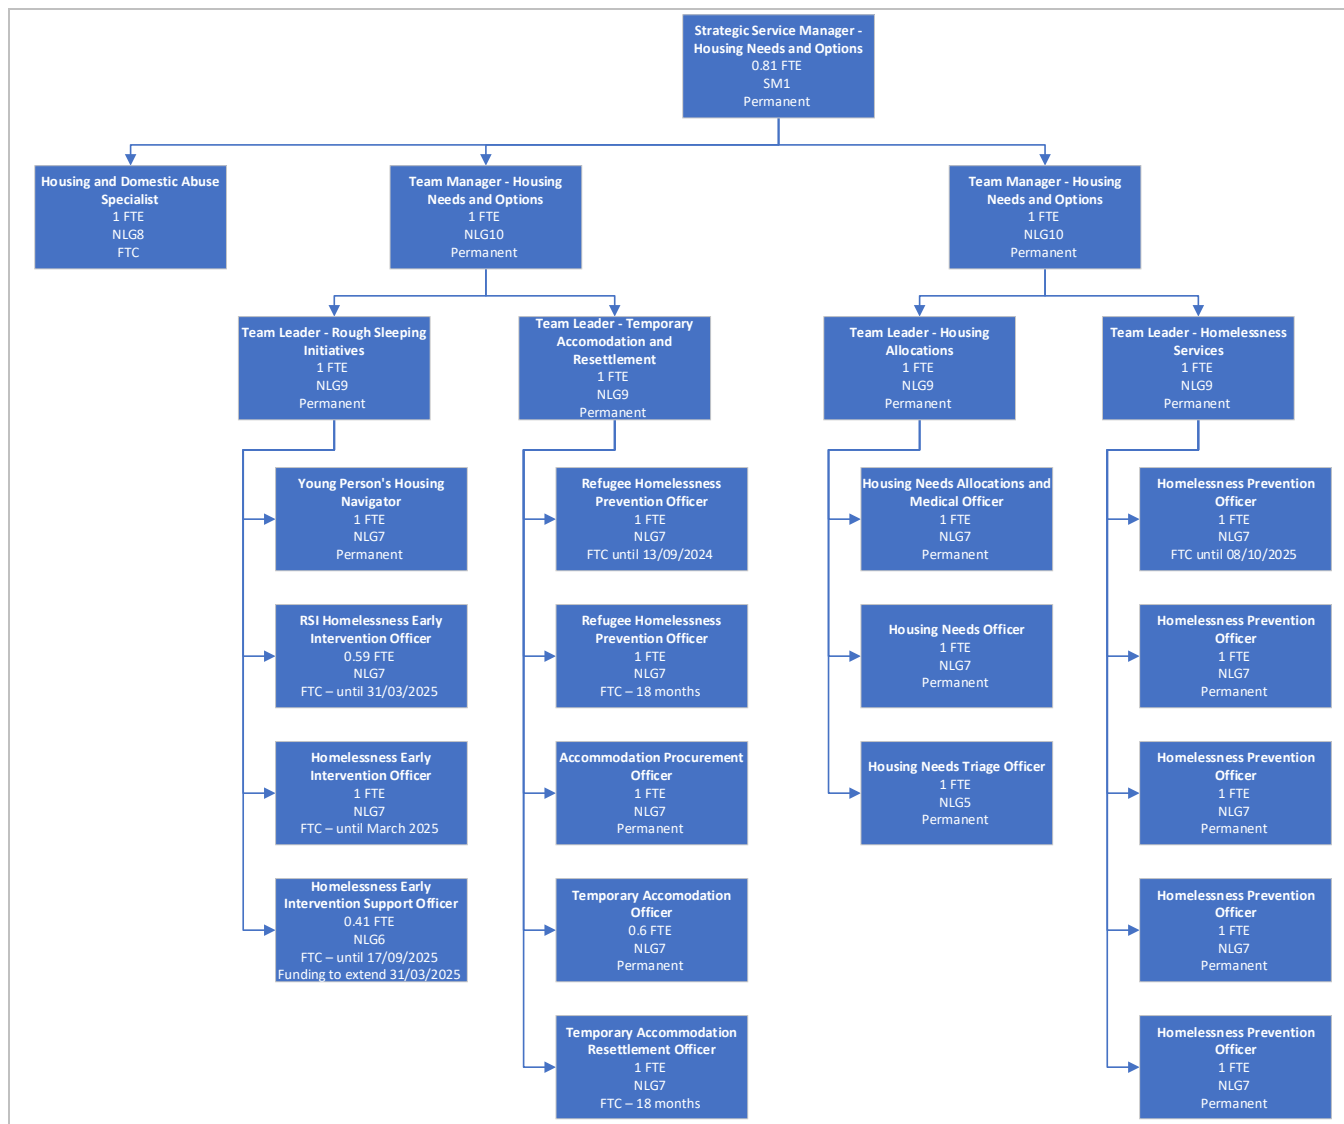 Strategic Service Manager -
Housing Needs and Options
0.81 FTE
SM1
Permanent
Housing and Domestic Abuse
Specialist
1 FTE
NLG8
FTC
Team Manager - Housing
Needs and Options
1 FTE
NLG10
Permanent
Team Manager - Housing
Needs and Options
1 FTE
NLG10
Permanent
Team Leader - Rough Sleeping
Initiatives
1 FTE
NLG9
Permanent
Team Leader - Temporary
Accomodation and
Resettlement
1 FTE
NLG9
Permanent
Team Leader - Housing
Allocations
1 FTE
NLG9
Permanent
Team Leader - Homelessness
Services
1 FTE
NLG9
Permanent
Young Person's Housing
Navigator
1 FTE
NLG7
Permanent
RSI Homelessness Early
Intervention Officer
0.59 FTE
NLG7
FTC – until 31/03/2025
Homelessness Early
Intervention Officer
1 FTE
NLG7
FTC – until March 2025
Homelessness Early
Intervention Support Officer
0.41 FTE
NLG6
FTC – until 17/09/2025
Funding to extend 31/03/2025
Refugee Homelessness
Prevention Officer
1 FTE
NLG7
FTC until 13/09/2024
Refugee Homelessness
Prevention Officer
1 FTE
NLG7
FTC – 18 months
Accommodation Procurement
Officer
1 FTE
NLG7
Permanent
Temporary Accomodation
Officer
0.6 FTE
NLG7
Permanent
Temporary Accommodation
Resettlement Officer
1 FTE
NLG7
FTC – 18 months
Housing Needs Allocations and
Medical Officer
1 FTE
NLG7
Permanent
Housing Needs Officer
1 FTE
NLG7
Permanent
Housing Needs Triage Officer
1 FTE
NLG5
Permanent
Homelessness Prevention
Officer
1 FTE
NLG7
FTC until 08/10/2025
Homelessness Prevention
Officer
1 FTE
NLG7
Permanent
Homelessness Prevention
Officer
1 FTE
NLG7
Permanent
Homelessness Prevention
Officer
1 FTE
NLG7
Permanent
Homelessness Prevention
Officer
1 FTE
NLG7
Permanent